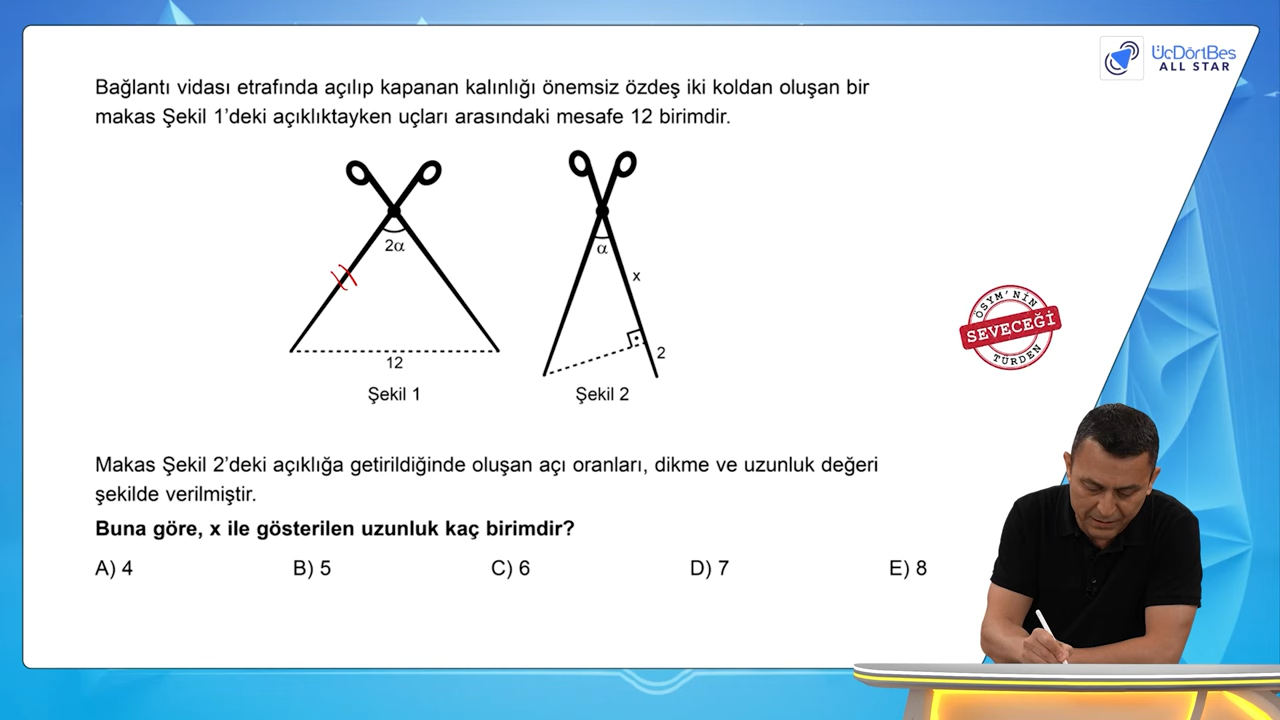 ÜçDörtBes
ALL STAR
Bağlantı vidası etrafında açılıp kapanan kalınlığı önemsiz özdeş iki koldan oluşan bir
makas Şekil 1'deki açıklıktayken uçları arasındaki mesafe 12 birimdir.
2α
12
Şekil 1
α
x
2
Şekil 2
ÖSYM'NİN
SEVECEĞİ
TÜRDEN
Makas Şekil 2'deki açıklığa getirildiğinde oluşan açı oranları, dikme ve uzunluk değeri
şekilde verilmiştir.
Buna göre, x ile gösterilen uzunluk kaç birimdir?
A) 4 B) 5 C) 6 D) 7 E) 8